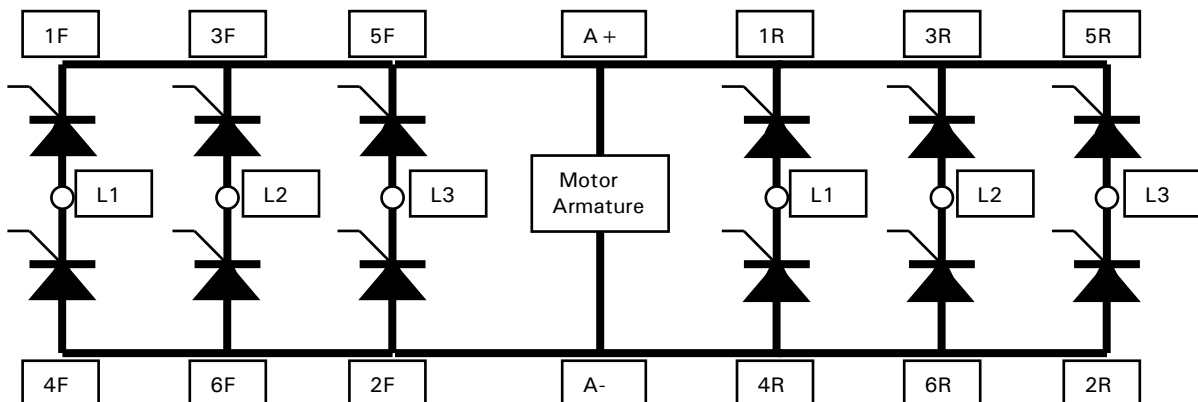 1F 3F 5F A+ 1R 3R 5R
L1 L2 L3 Motor Armature L1 L2 L3
4F 6F 2F A- 4R 6R 2R